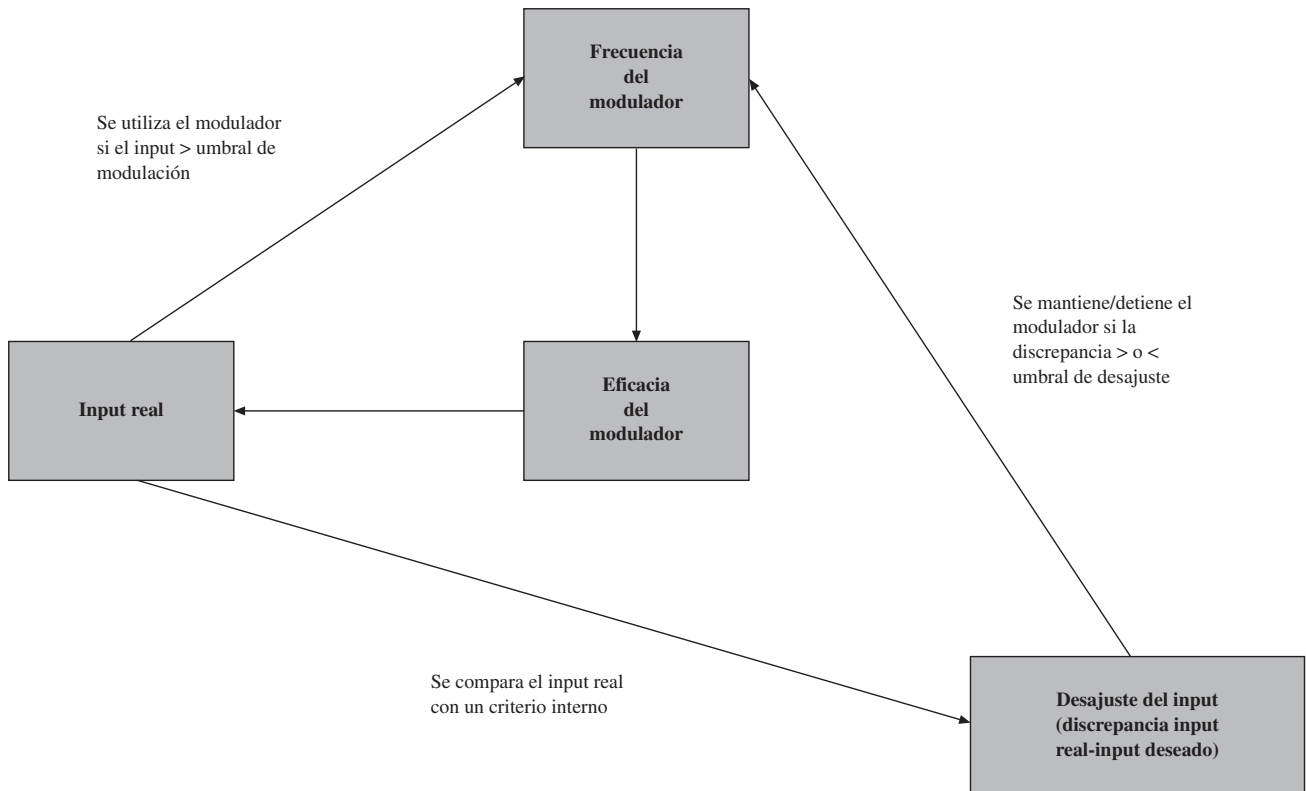 Frecuencia
del
modulador
Se utiliza el modulador
si el input > umbral de
modulación
Se mantiene/detiene el
modulador si la
discrepancia > o <
umbral de desajuste
Input real
Eficacia
del
modulador
Se compara el input real
con un criterio interno
Desajuste del input
(discrepancia input
real-input deseado)